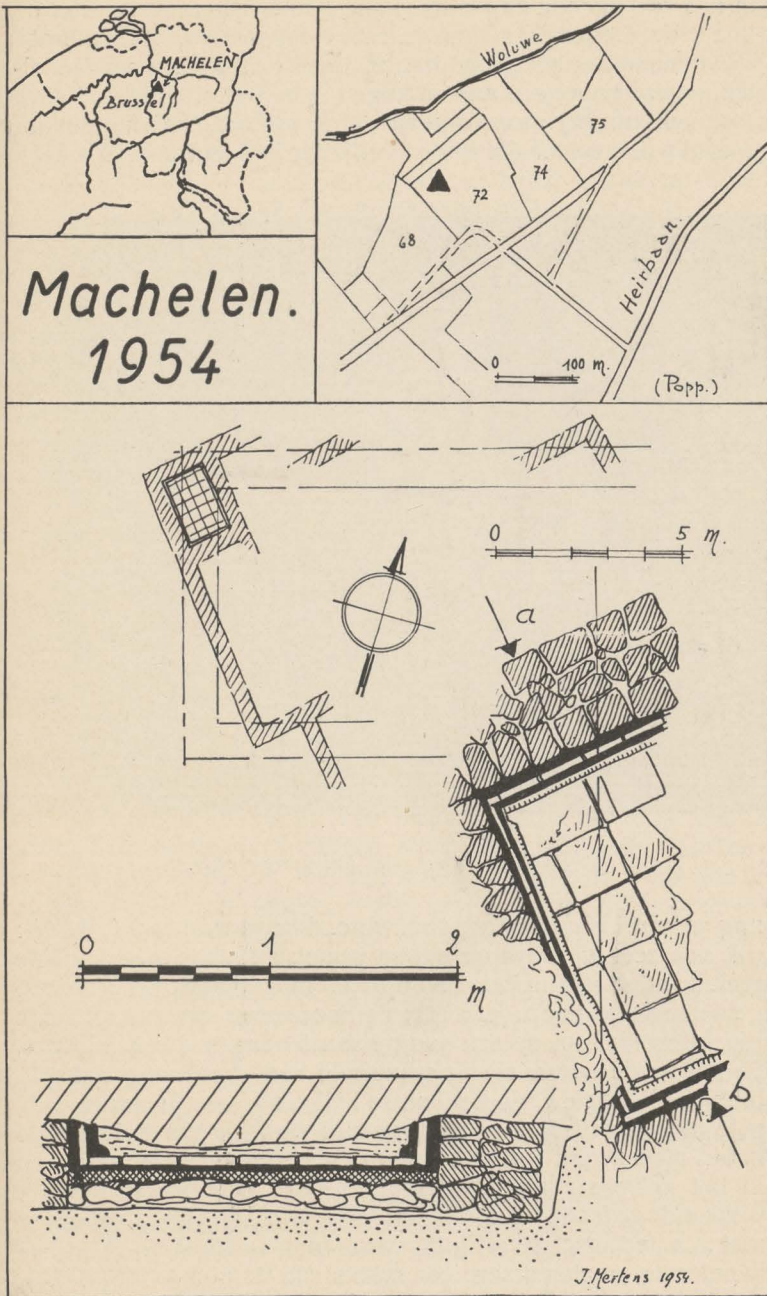 MACHELEN
Brussel
Machelen.
1954
Woluwe
75
74
72
68
Heirbaan.
0 100 m.
(Popp.)
0 5 m.
a
0 1 2
m
b
J. Mertens 1954.